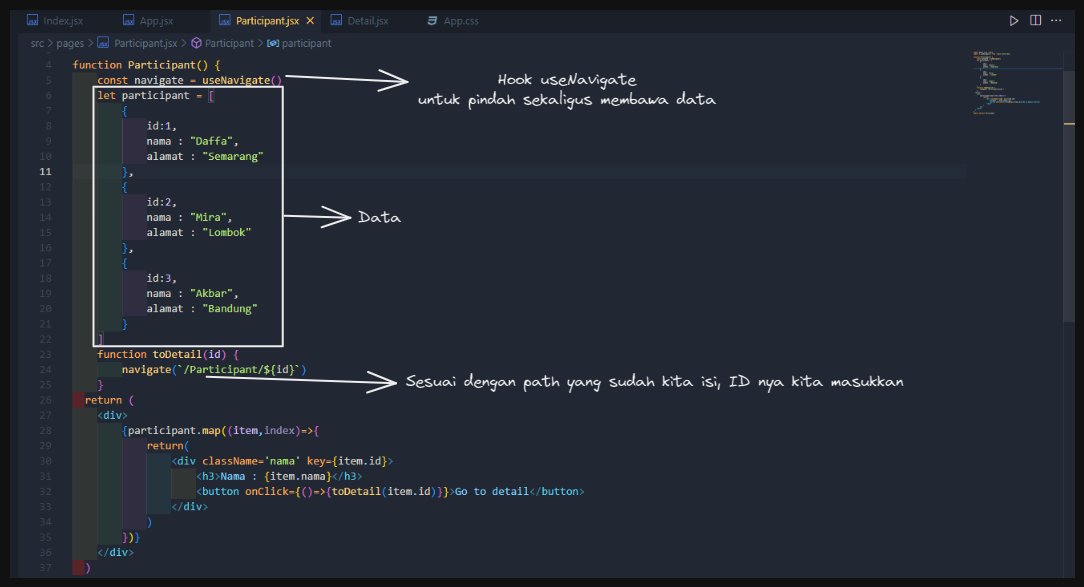 Index.jsx App.jsx Participant.jsx Detail.jsx App.css
src > pages > Participant.jsx > Participant > participant
4 function Participant() {
5 const navigate = useNavigate()
Hook useNavigate
untuk pindah sekaligus membawa data
6 let participant = [
7 {
8 id:1,
9 nama : "Daffa",
10 alamat : "Semarang"
11 },
12 {
13 id:2,
14 nama : "Mira",
Data
15 alamat : "Lombok"
16 },
17 {
18 id:3,
19 nama : "Akbar",
20 alamat : "Bandung"
21 }
22 ]
23 function toDetail(id) {
24 navigate(`/Participant/${id}`)
Sesuai dengan path yang sudah kita isi, ID nya kita masukkan
25 }
26 return (
27 <div>
28 {participant.map((item,index)=>{
29 return(
30 <div className='nama' key={item.id}>
31 <h3>Nama : {item.nama}</h3>
32 <button onClick={()=>{toDetail(item.id)}}>Go to detail</button>
33 </div>
34 )
35 })}
36 </div>
37 )